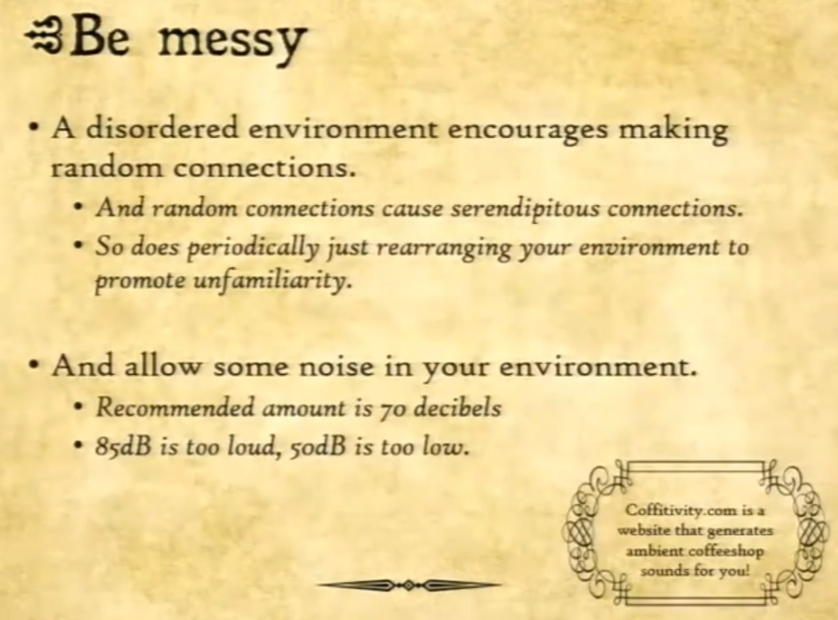 Be messy
• A disordered environment encourages making
random connections.
• And random connections cause serendipitous connections.
• So does periodically just rearranging your environment to
promote unfamiliarity.
• And allow some noise in your environment.
• Recommended amount is 70 decibels
• 85dB is too loud, 50dB is too low.
Coffitivity.com is a
website that generates
ambient coffeeshop
sounds for you!